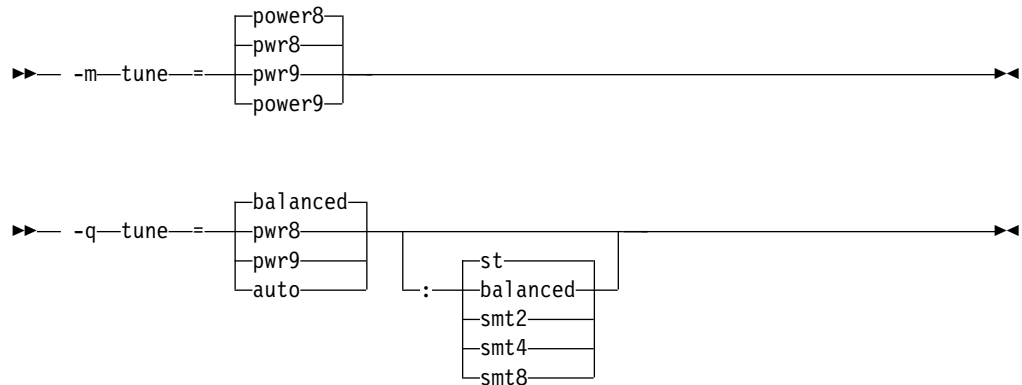 power8
pwr8
-m tune = pwr9
power9
balanced
-q tune = pwr8
pwr9
auto
st
: balanced
smt2
smt4
smt8